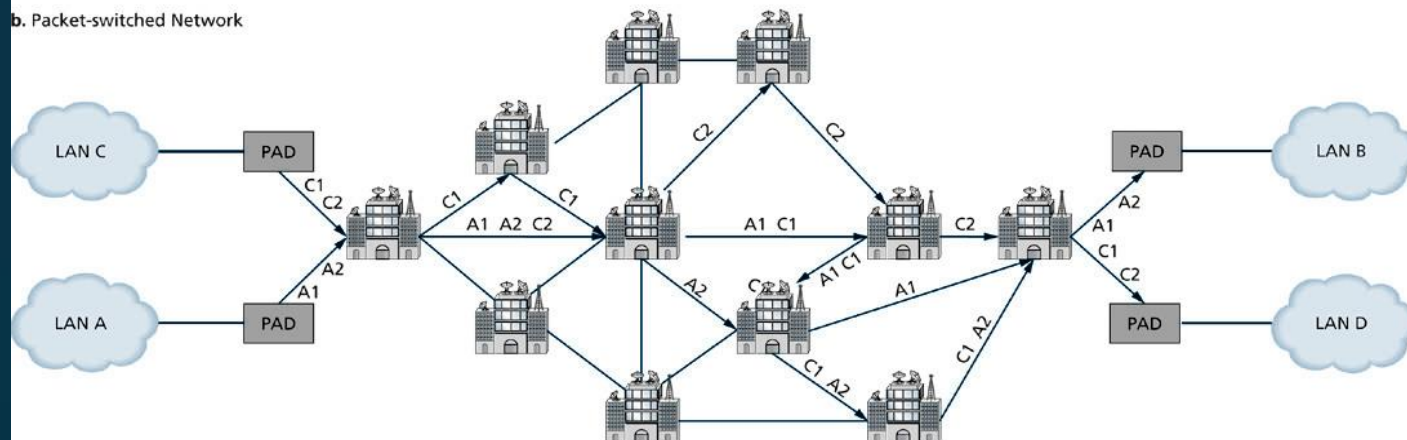 b. Packet-switched Network
LAN C
PAD
C1
C2
LAN A
PAD
A1
A2
C1
C1
A1 A2 C2
C2
C2
A1 C1
A2
C
A1 C1
C2
A1
C1 A2
C1 A2
A1
A2
C1
C2
PAD
LAN B
PAD
LAN D